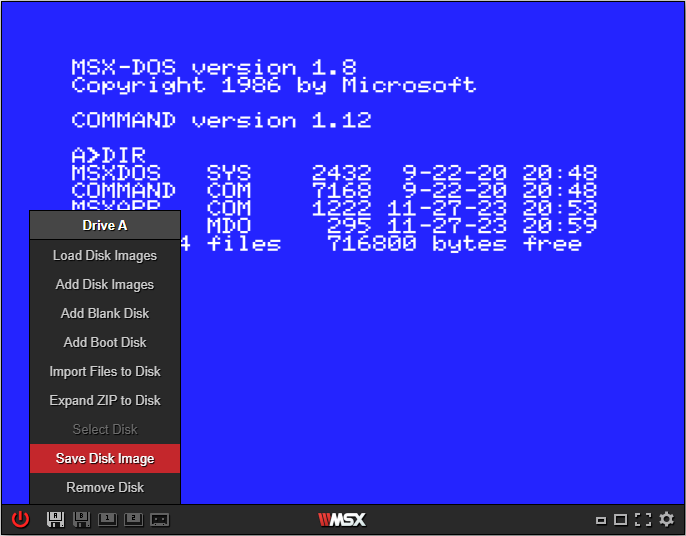 MSX-DOS version 1.8
Copyright 1986 by Microsoft
COMMAND version 1.12
A>DIR
MSXDOS SYS 2432 9-22-20 20:48
COMMAND COM 7168 9-22-20 20:48
MSXAPP COM 1222 11-27-23 20:53
MDO 295 11-27-23 20:59
4 files 716800 bytes free
Drive A
Load Disk Images
Add Disk Images
Add Blank Disk
Add Boot Disk
Import Files to Disk
Expand ZIP to Disk
Select Disk
Save Disk Image
Remove Disk
A B 1 2 MSX